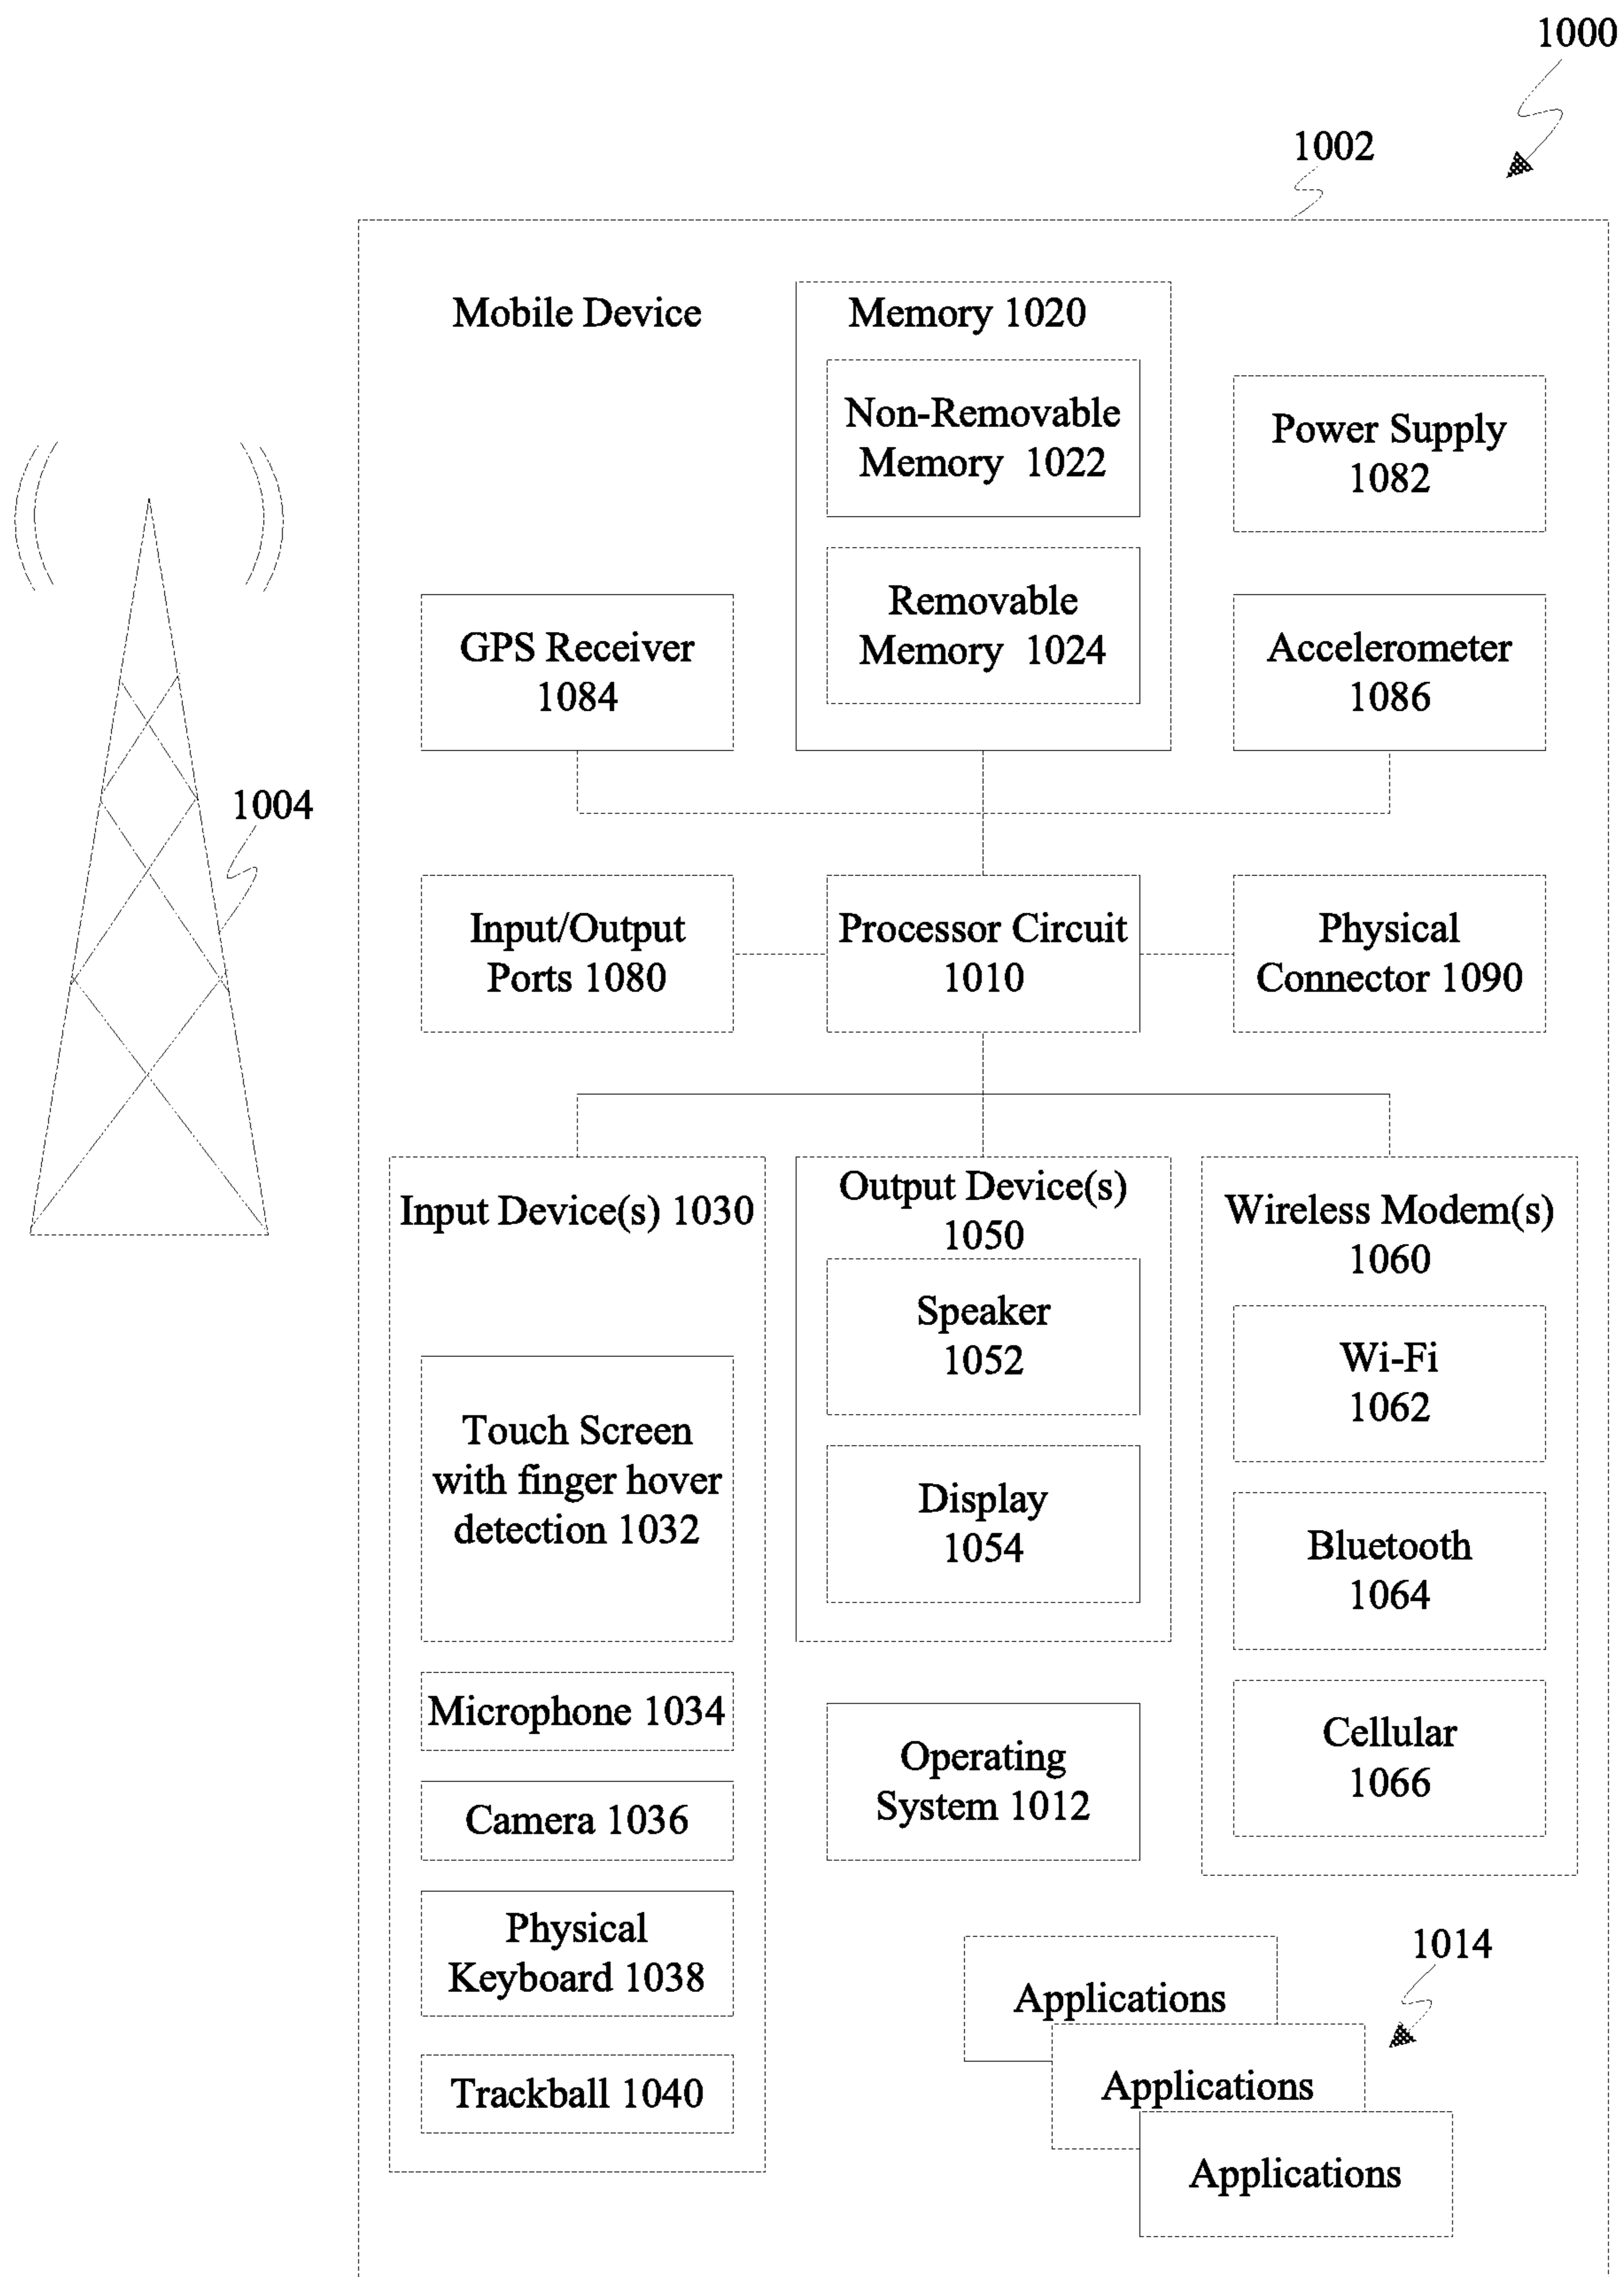 1000
1002
Mobile Device
Memory 1020
Non-Removable
Memory 1022
Power Supply
1082
Removable
Memory 1024
GPS Receiver
1084
Accelerometer
1086
1004
Input/Output
Ports 1080
Processor Circuit
1010
Physical
Connector 1090
Input Device(s) 1030
Output Device(s)
1050
Wireless Modem(s)
1060
Touch Screen
with finger hover
detection 1032
Microphone 1034
Camera 1036
Physical
Keyboard 1038
Trackball 1040
Speaker
1052
Display
1054
Operating
System 1012
Wi-Fi
1062
Bluetooth
1064
Cellular
1066
1014
Applications
Applications
Applications